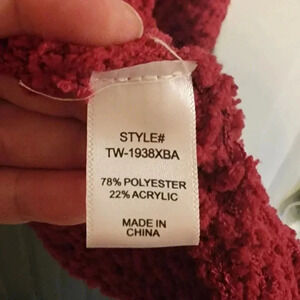 STYLE#
TW-1938XBA
78% POLYESTER
22% ACRYLIC
MADE IN
CHINA